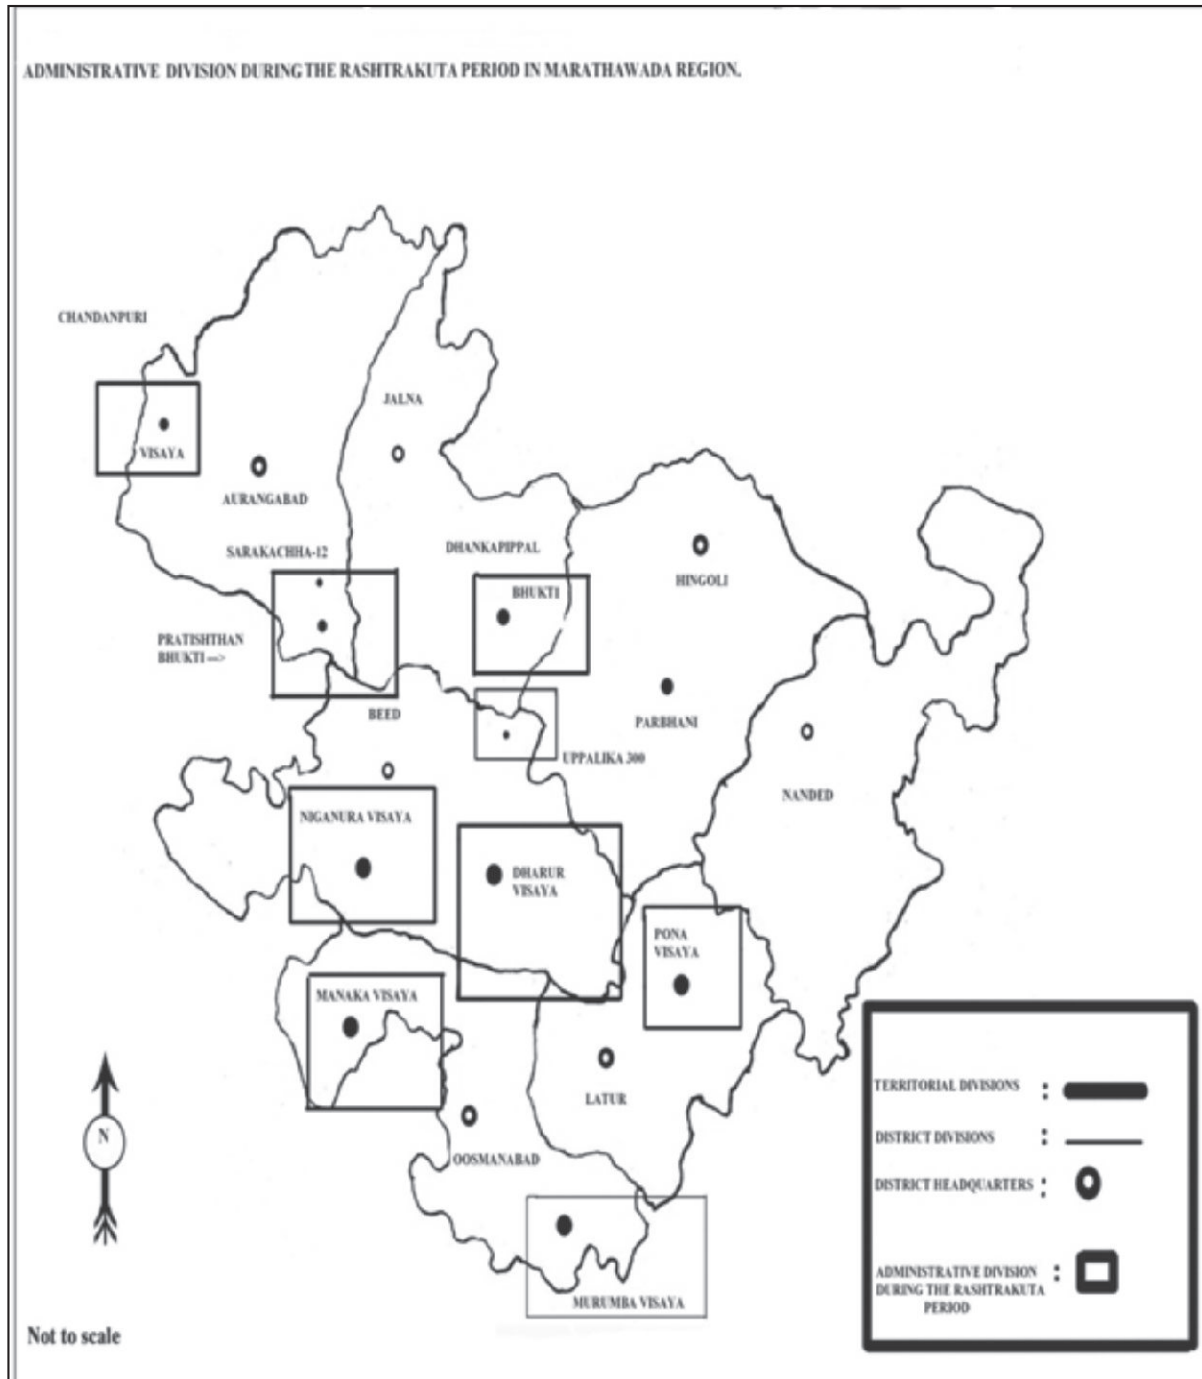 ADMINISTRATIVE DIVISION DURING THE RASHTRAKUTA PERIOD IN MARATHAWADA REGION.
CHANDANPURI
VISAYA
JALNA
AURANGABAD
SARAKACHHA-12
DHANKAPIPPAL
BHUKTI
HINGOLI
PRATISHTHAN
BHUKTI --->
BEED
PARBHANI
UPPALIKA 300
NANDED
NIGANURA VISAYA
DHARUR
VISAYA
PONA
VISAYA
MANAKA VISAYA
LATUR
OOSMANABAD
MURUMBA VISAYA
N
TERRITORIAL DIVISIONS :
DISTRICT DIVISIONS :
DISTRICT HEADQUARTERS :
ADMINISTRATIVE DIVISION :
DURING THE RASHTRAKUTA
PERIOD
Not to scale